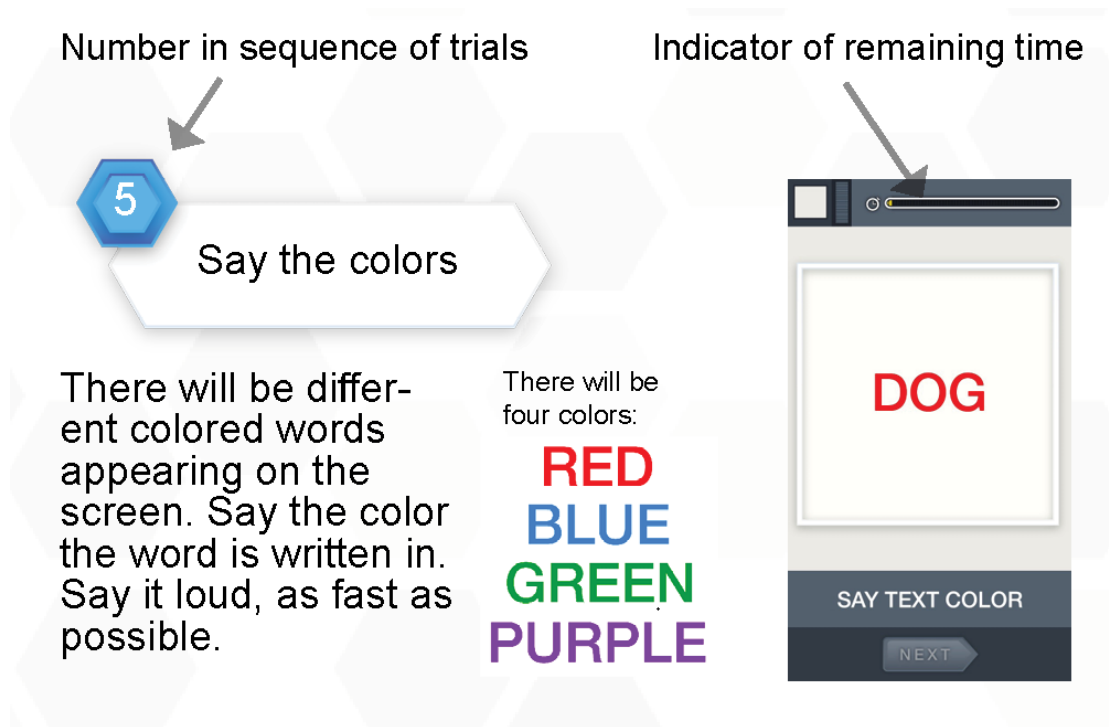 Number in sequence of trials
Indicator of remaining time
5
Say the colors
There will be differ-
ent colored words
appearing on the
screen. Say the color
the word is written in.
Say it loud, as fast as
possible.
There will be
four colors:
RED
BLUE
GREEN
PURPLE
DOG
SAY TEXT COLOR
NEXT